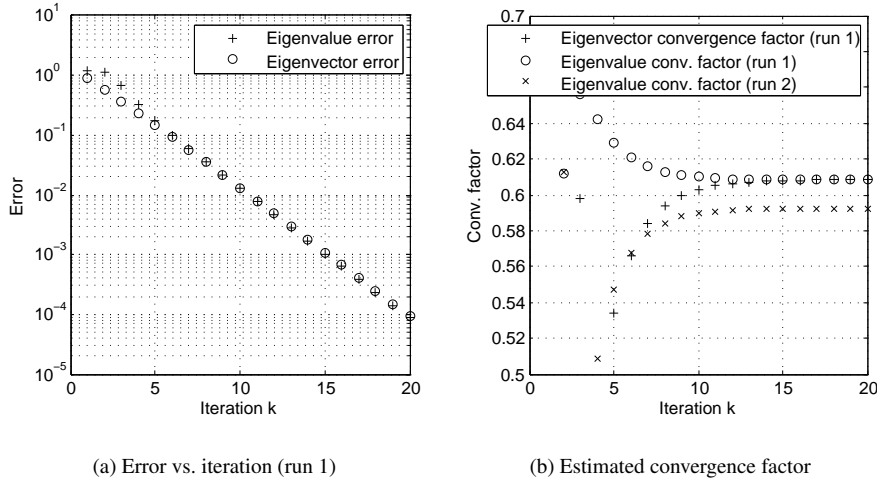 10^1
10^0
10^-1
10^-2
10^-3
10^-4
10^-5
Error
0 5 10 15 20
Iteration k
Eigenvalue error
Eigenvector error
(a) Error vs. iteration (run 1)
0.7
0.64
0.62
0.6
0.58
0.56
0.54
0.52
0.5
Conv. factor
0 5 10 15 20
Iteration k
Eigenvector convergence factor (run 1)
Eigenvalue conv. factor (run 1)
Eigenvalue conv. factor (run 2)
(b) Estimated convergence factor